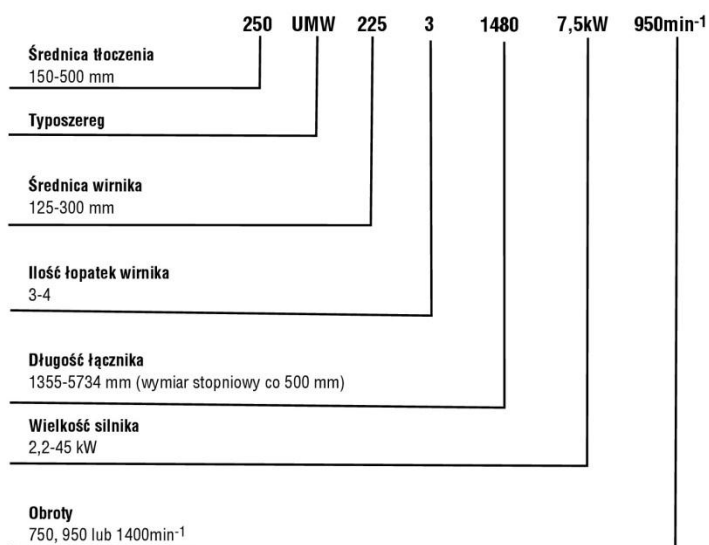 250 UMW 225 3 1480 7,5kW 950min-1
Średnica tłoczenia
150-500 mm
Typoszereg
Średnica wirnika
125-300 mm
Ilość łopatek wirnika
3-4
Długość łącznika
1355-5734 mm (wymiar stopniowy co 500 mm)
Wielkość silnika
2,2-45 kW
Obroty
750, 950 lub 1400min-1